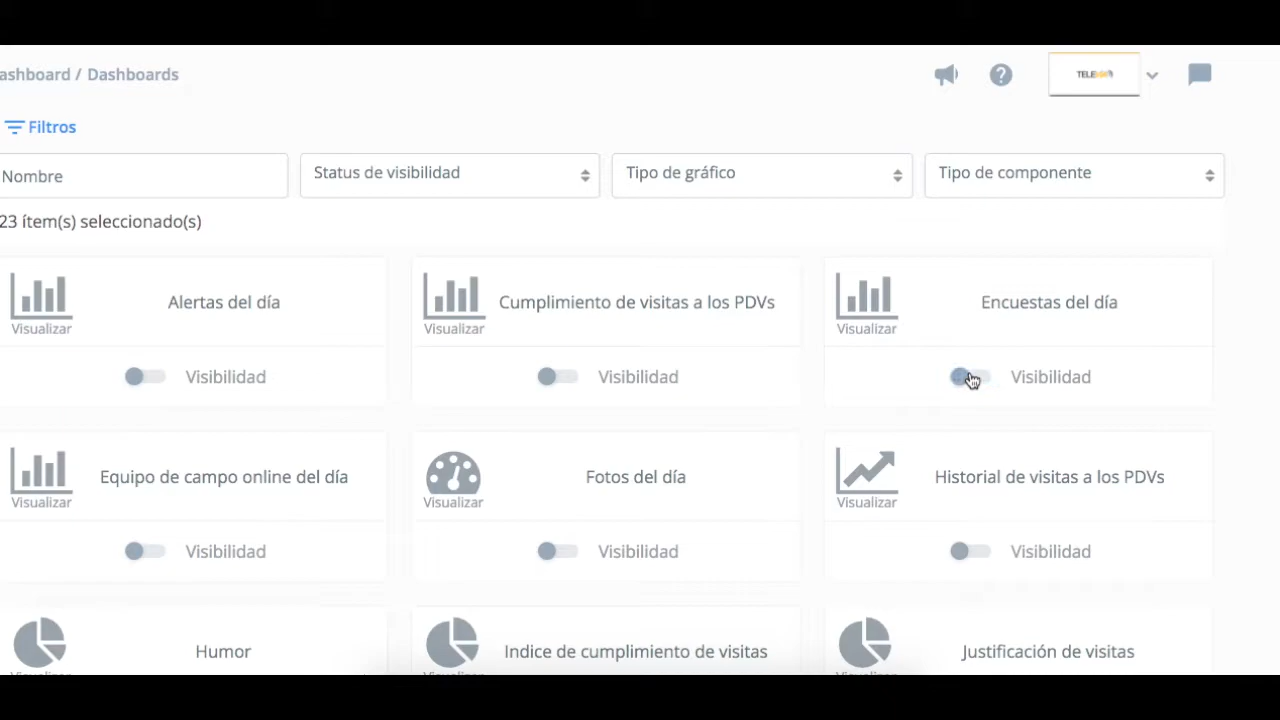 ashboard / Dashboards
TELE
Filtros
Nombre
Status de visibilidad
Tipo de gráfico
Tipo de componente
23 ítem(s) seleccionado(s)
Visualizar
Alertas del día
Visualizar
Cumplimiento de visitas a los PDVs
Visualizar
Encuestas del día
Visibilidad
Visibilidad
Visibilidad
Visualizar
Equipo de campo online del día
Visualizar
Fotos del día
Visualizar
Historial de visitas a los PDVs
Visibilidad
Visibilidad
Visibilidad
Humor
Indice de cumplimiento de visitas
Justificación de visitas